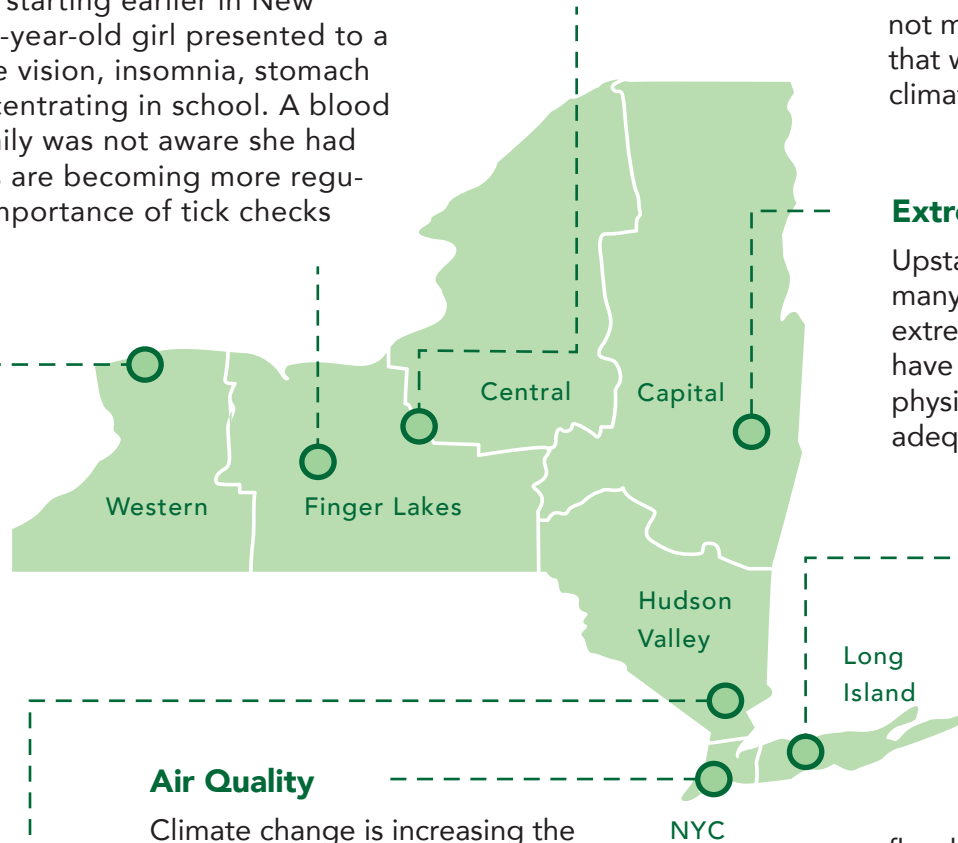 starting earlier in New
-year-old girl presented to a
e vision, insomnia, stomach
centrating in school. A blood
ily was not aware she had
s are becoming more regu-
mportance of tick checks
not m
that w
climat
Extre
Upsta
many
extre
have
physi
adeq
Central
Capital
Western
Finger Lakes
Hudson
Valley
Long
Island
Air Quality
Climate change is increasing the
NYC